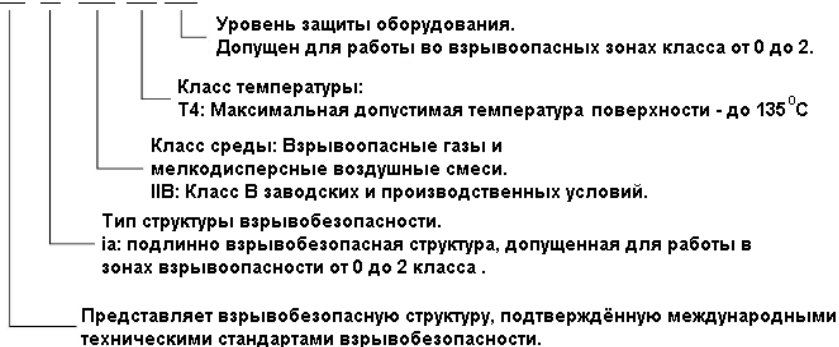 Уровень защиты оборудования.
Допущен для работы во взрывоопасных зонах класса от 0 до 2.
Класс температуры:
Т4: Максимальная допустимая температура поверхности - до 135⁰С
Класс среды: Взрывоопасные газы и
мелкодисперсные воздушные смеси.
IIВ: Класс В заводских и производственных условий.
Тип структуры взрывобезопасности.
ia: подлинно взрывобезопасная структура, допущенная для работы в
зонах взрывоопасности от 0 до 2 класса .
Представляет взрывобезопасную структуру, подтверждённую международными
техническими стандартами взрывобезопасности.